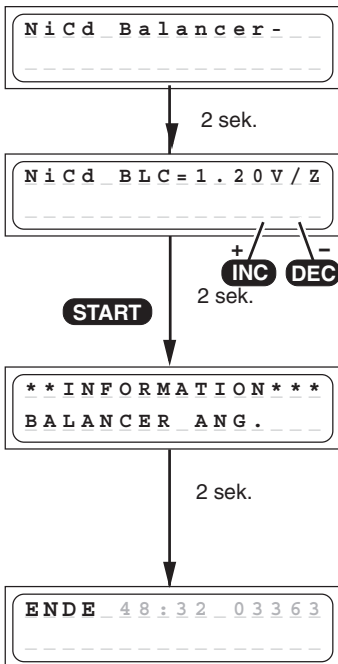 NiCd Balancer-
2 sek.
NiCd BLC=1.20V/Z
+ -
INC DEC
2 sek.
START
**INFORMATION***
BALANCER ANG.
2 sek.
ENDE 48:32 03363